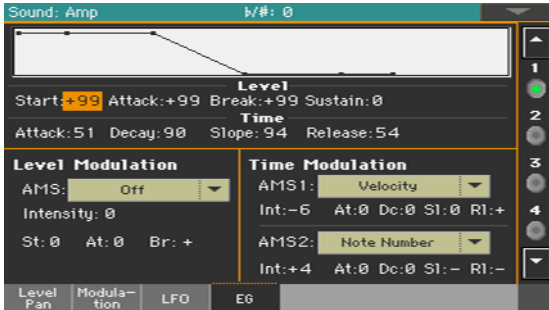 Sound: Amp b/#: 0
Level
Start:+99 Attack:+99 Break:+99 Sustain:0
Time
Attack:51 Decay:90 Slope:94 Release:54
Level Modulation
AMS: Off
Intensity: 0
St:0 At:0 Br: +
Time Modulation
AMS1: Velocity
Int:-6 At:0 Dc:0 Sl:0 Rl:+
AMS2: Note Number
Int:+4 At:0 Dc:0 Sl:- Rl:-
1
2
3
4
Level Pan
Modula-tion
LFO
EG